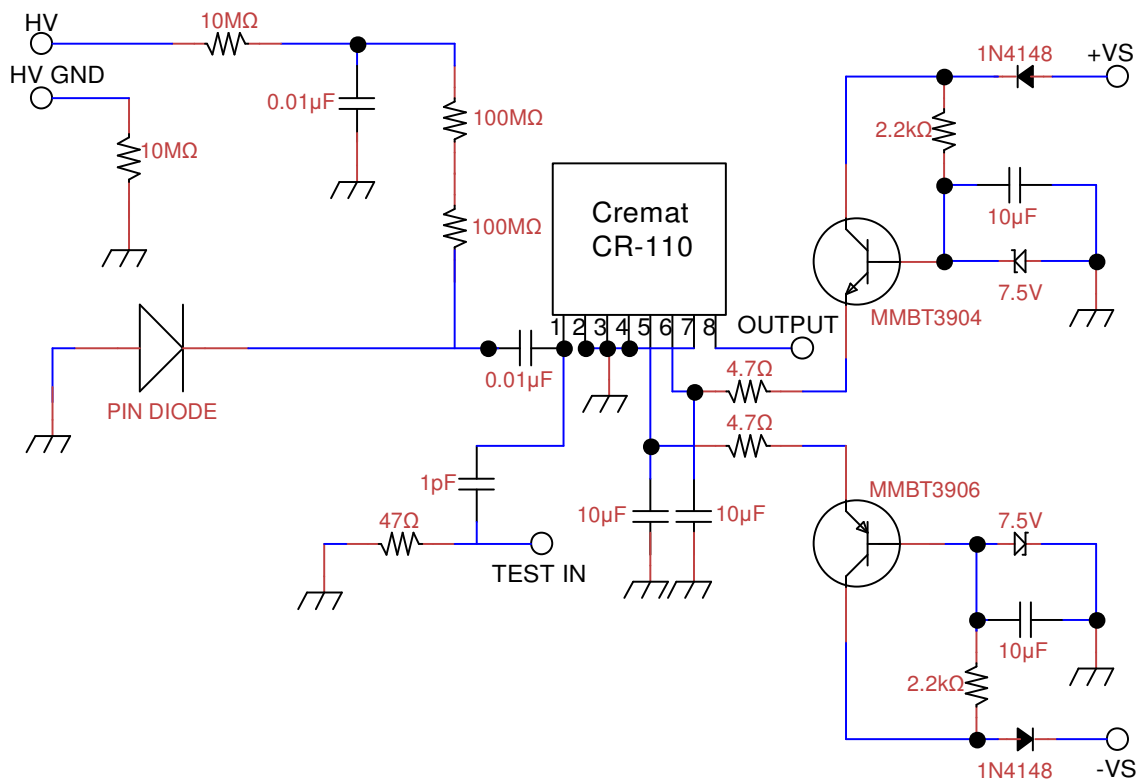 HV
10MΩ
HV GND
0.01µF
100MΩ
10MΩ
100MΩ
1N4148
+VS
2.2kΩ
10µF
7.5V
MMBT3904
Cremat
CR-110
1 2 3 4 5 6 7 8
OUTPUT
0.01µF
PIN DIODE
4.7Ω
4.7Ω
1pF
47Ω
TEST IN
10µF
10µF
MMBT3906
7.5V
10µF
2.2kΩ
1N4148
-VS